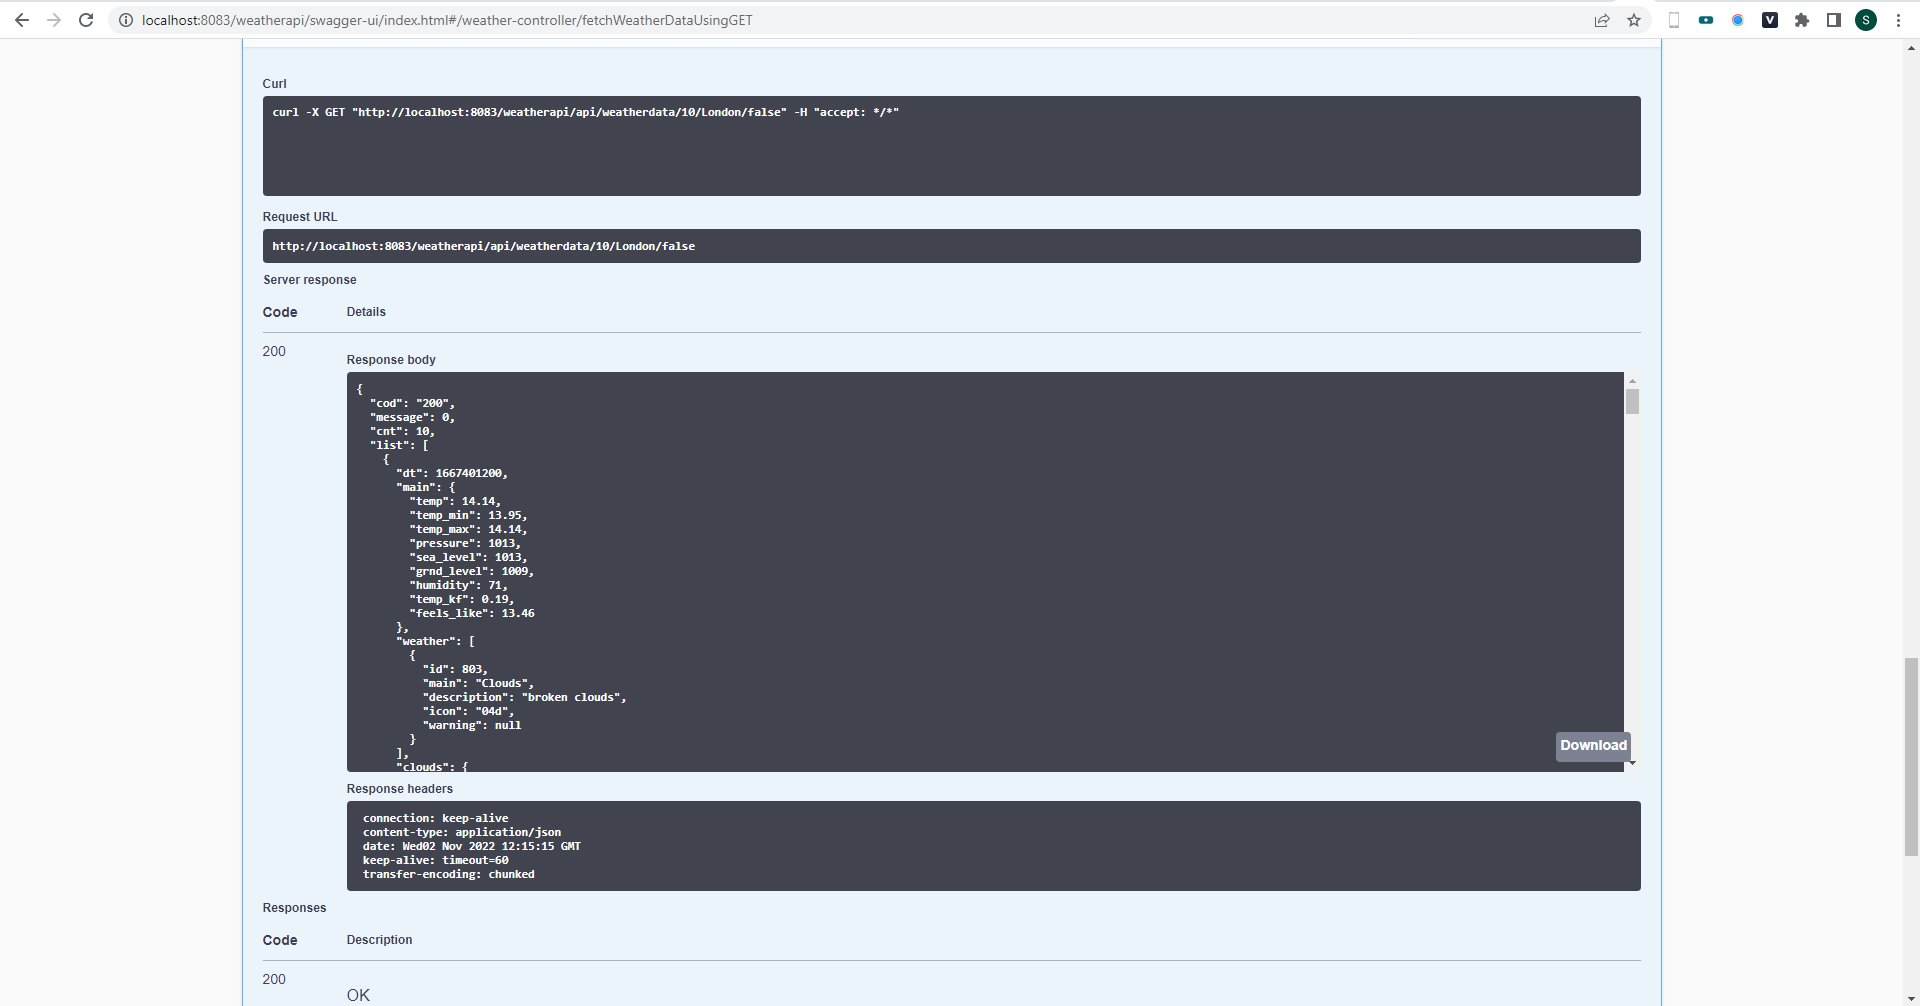 localhost:8083/weatherapi/swagger-ui/index.html#/weather-controller/fetchWeatherDataUsingGET
V
S
Curl
curl -X GET "http://localhost:8083/weatherapi/api/weatherdata/10/London/false" -H "accept: */*"
Request URL
http://localhost:8083/weatherapi/api/weatherdata/10/London/false
Server response
Code Details
200
Response body
{
"cod": "200",
"message": 0,
"cnt": 10,
"list": [
{
"dt": 1667401200,
"main": {
"temp": 14.14,
"temp_min": 13.95,
"temp_max": 14.14,
"pressure": 1013,
"sea_level": 1013,
"grnd_level": 1009,
"humidity": 71,
"temp_kf": 0.19,
"feels_like": 13.46
},
"weather": [
{
"id": 803,
"main": "Clouds",
"description": "broken clouds",
"icon": "04d",
"warning": null
}
],
"clouds": {
Download
Response headers
connection: keep-alive
content-type: application/json
date: Wed02 Nov 2022 12:15:15 GMT
keep-alive: timeout=60
transfer-encoding: chunked
Responses
Code Description
200
OK